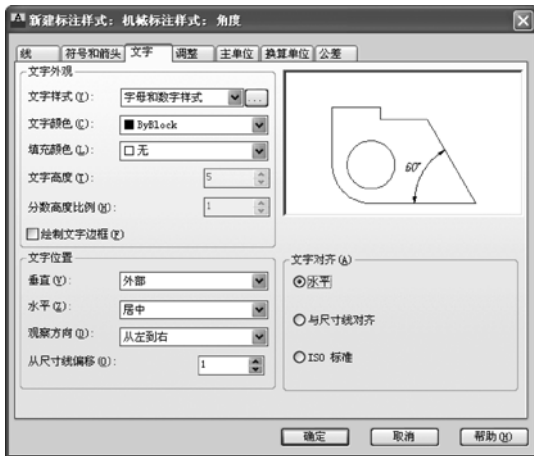 新建标注样式：机械标注样式：角度
线 符号和箭头 文字 调整 主单位 换算单位 公差
文字外观
文字样式(Y): 字母和数字样式 ...
文字颜色(C): ByBlock
填充颜色(L): 无
文字高度(T): 5
分数高度比例(H): 1
绘制文字边框(F)
60°
文字位置
垂直(V): 外部
水平(Z): 居中
观察方向(D): 从左到右
从尺寸线偏移(O): 1
文字对齐(A)
水平
与尺寸线对齐
ISO 标准
确定 取消 帮助(H)